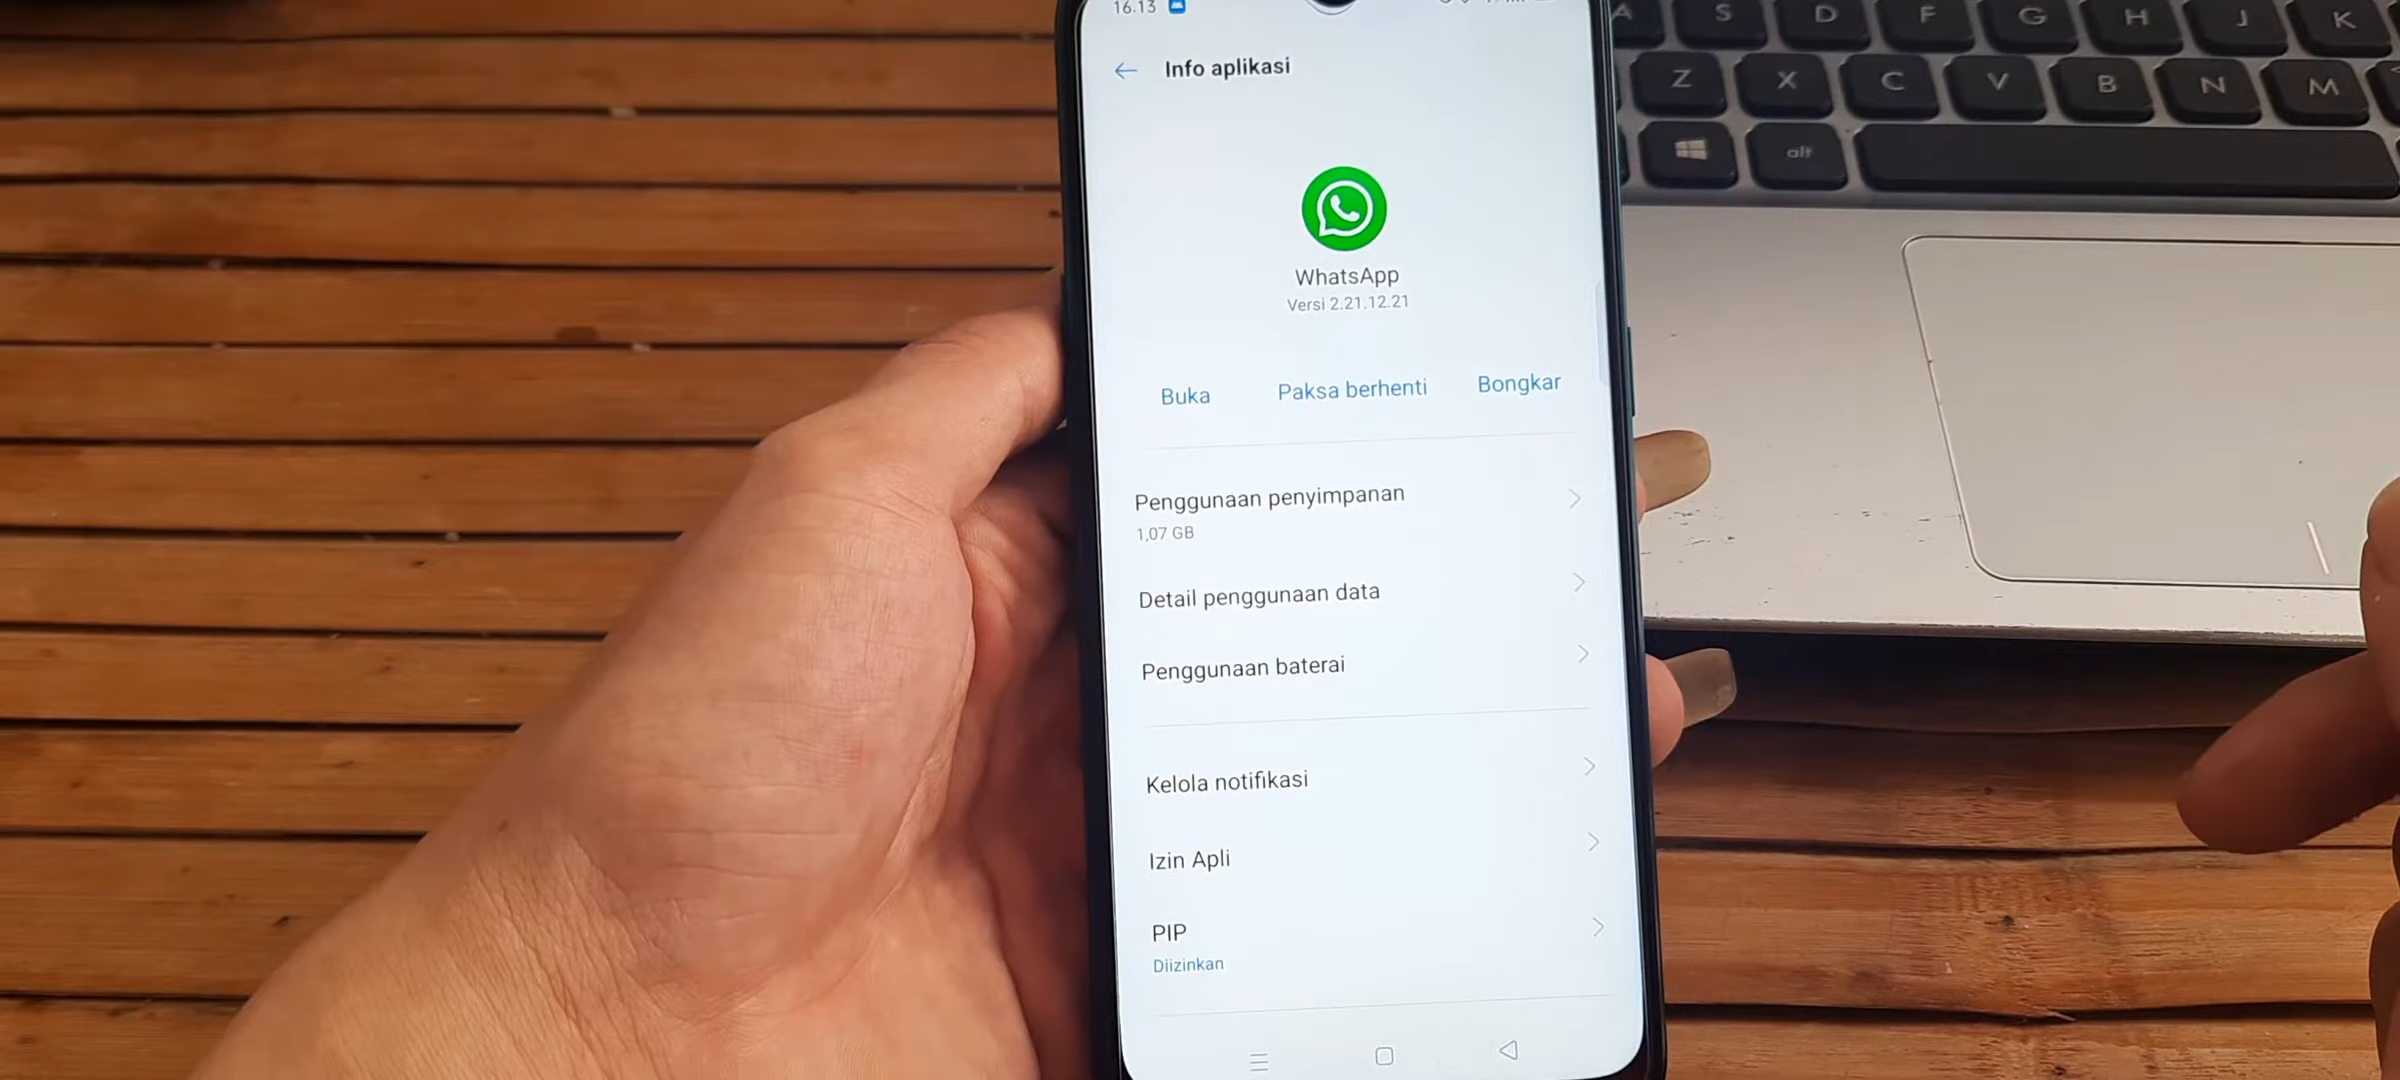 16.13
Info aplikasi
WhatsApp
Versi 2.21.12.21
Buka Paksa berhenti Bongkar
Penggunaan penyimpanan
1,07 GB
Detail penggunaan data
Penggunaan baterai
Kelola notifikasi
Izin Apli
PIP
Diizinkan
A S D F G H J K
Z X C V B N M
alt